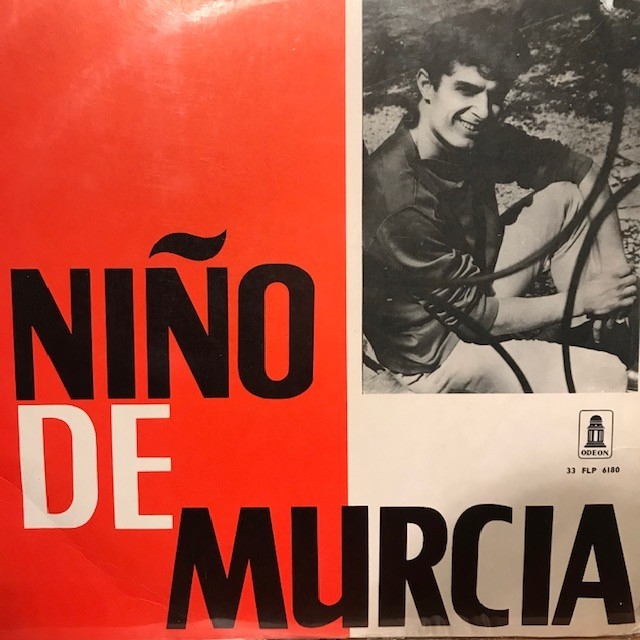 NIÑO
DE
MURCIA
ODEON
33 FLP 6180